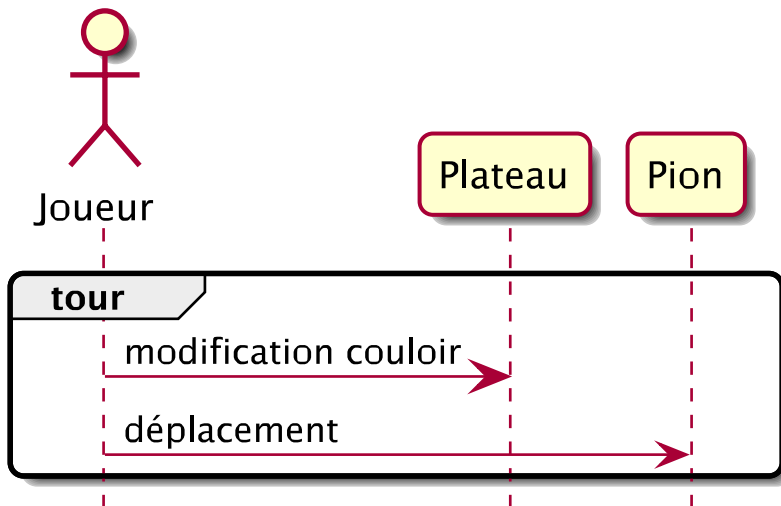 Joueur
Plateau
Pion
tour
modification couloir
déplacement